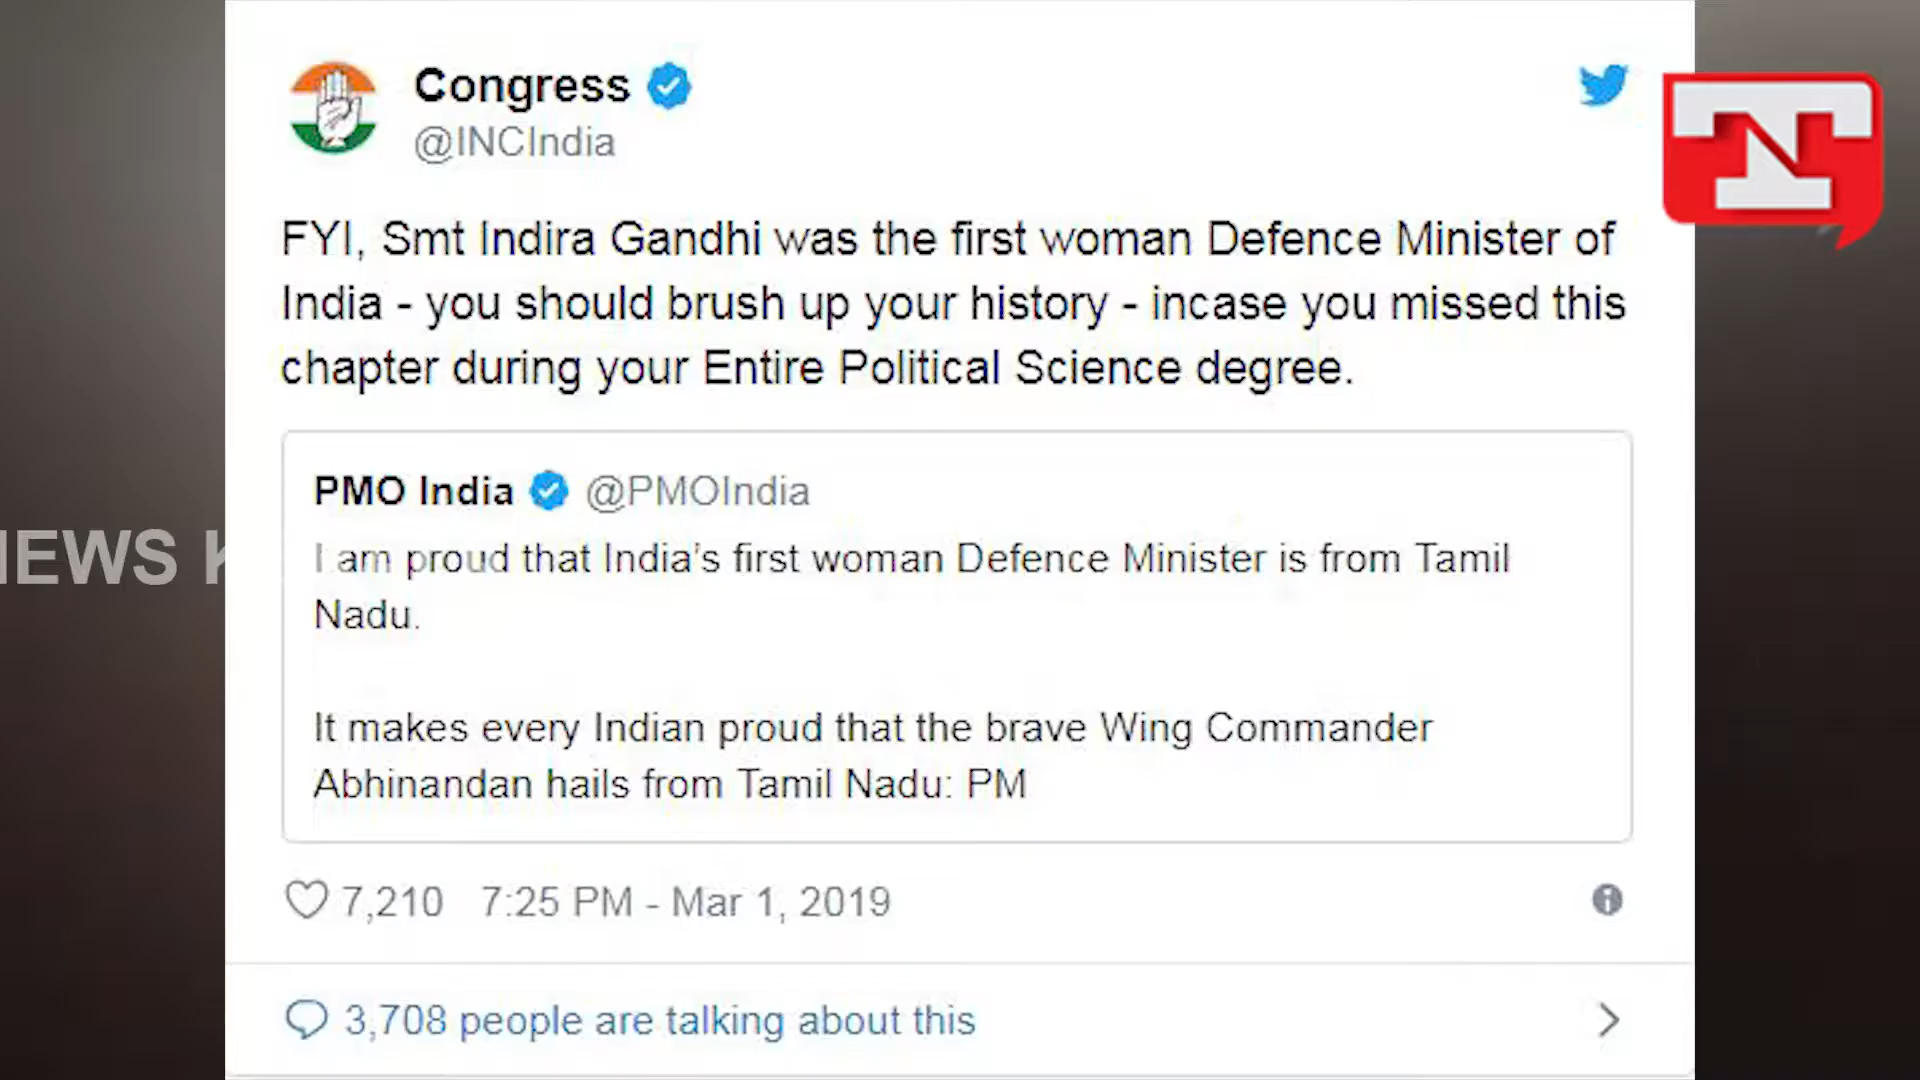 Congress
@INCIndia
FYI, Smt Indira Gandhi was the first woman Defence Minister of
India - you should brush up your history - incase you missed this
chapter during your Entire Political Science degree.
PMO India @PMOIndia
I am proud that India's first woman Defence Minister is from Tamil
Nadu.
It makes every Indian proud that the brave Wing Commander
Abhinandan hails from Tamil Nadu: PM
7,210 7:25 PM - Mar 1, 2019
3,708 people are talking about this